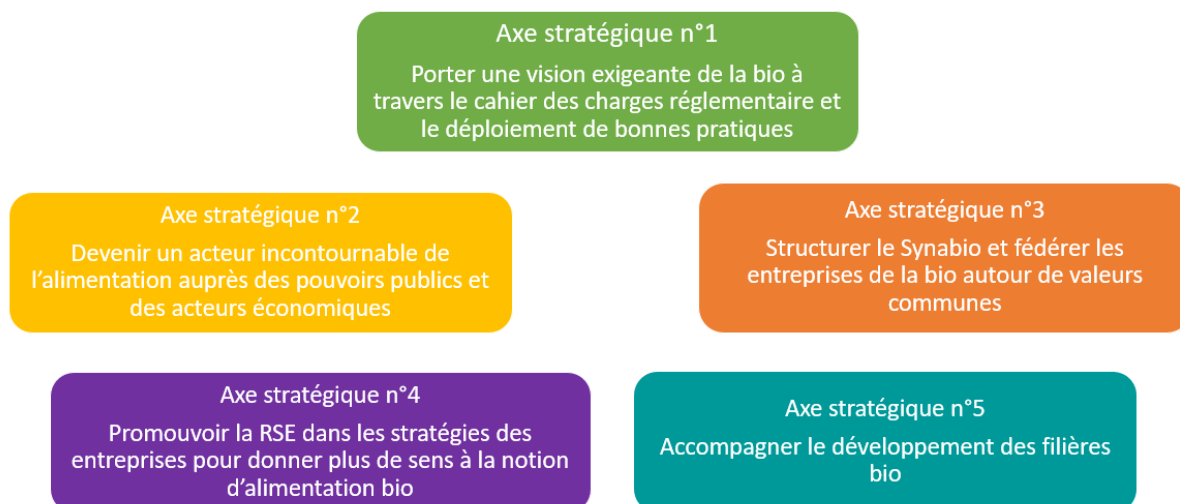 Axe stratégique n°1
Porter une vision exigeante de la bio à
travers le cahier des charges réglementaire et
le déploiement de bonnes pratiques
Axe stratégique n°2
Devenir un acteur incontournable de
l’alimentation auprès des pouvoirs publics et
des acteurs économiques
Axe stratégique n°3
Structurer le Synabio et fédérer les
entreprises de la bio autour de valeurs
communes
Axe stratégique n°4
Promouvoir la RSE dans les stratégies des
entreprises pour donner plus de sens à la notion
d’alimentation bio
Axe stratégique n°5
Accompagner le développement des filières
bio